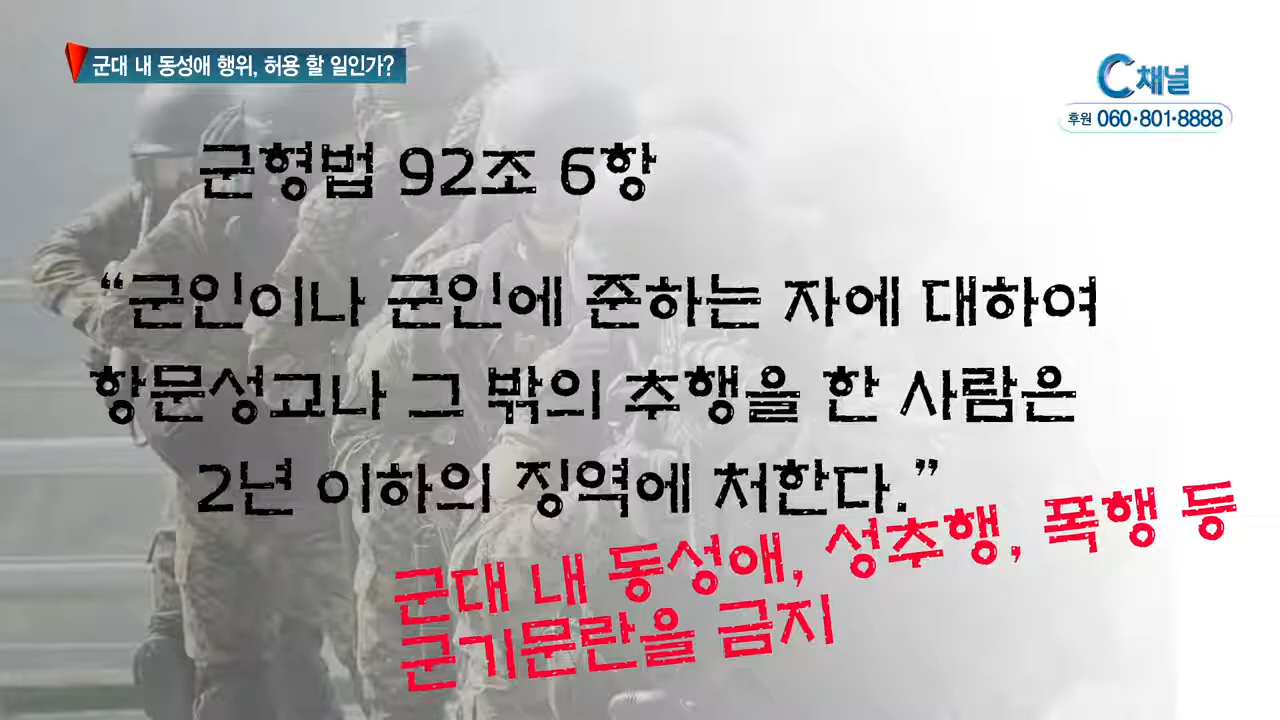 군대 내 동성애 행위, 허용 할 일인가?
C채널
후원 060·801·8888
군형법 92조 6항
“군인이나 군인에 준하는 자에 대하여
항문성교나 그 밖의 추행을 한 사람은
2년 이하의 징역에 처한다.”
군대 내 동성애, 성추행, 폭행 등
군기문란을 금지